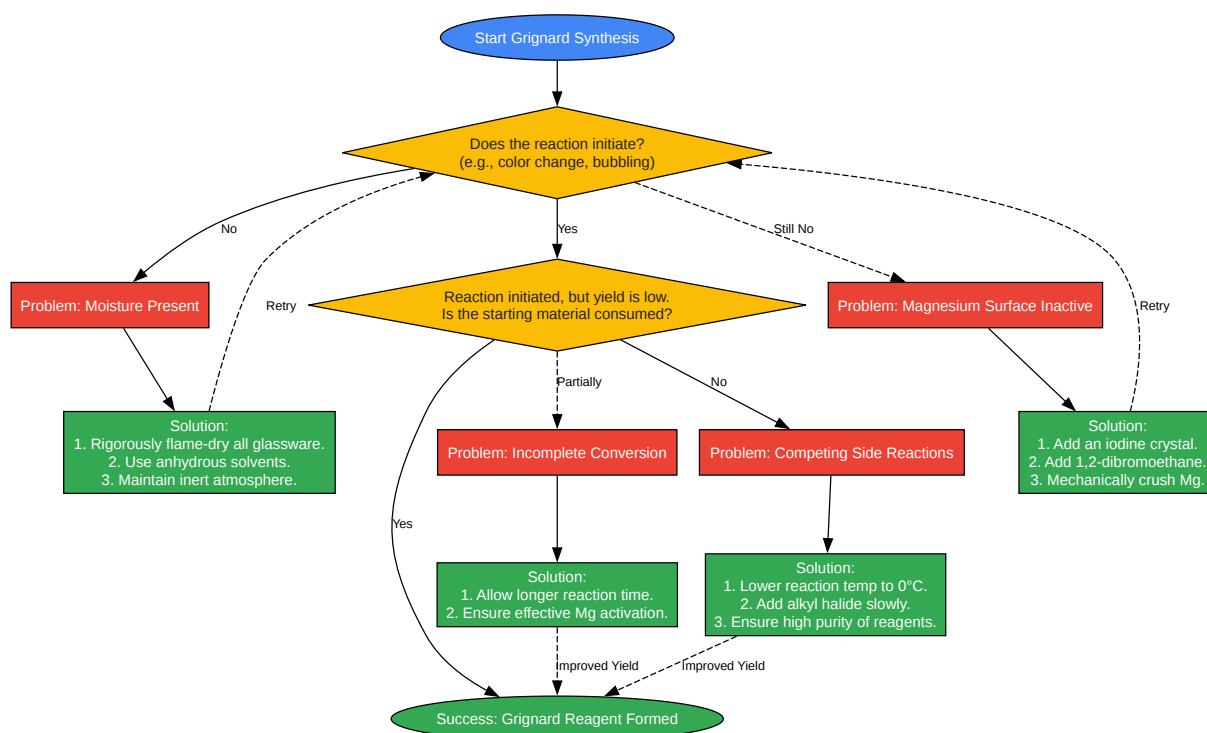 Start Grignard Synthesis
Does the reaction initiate?
(e.g., color change, bubbling)
No
Yes
Still No
Problem: Moisture Present
Retry
Reaction initiated, but yield is low.
Is the starting material consumed?
Problem: Magnesium Surface Inactive
Retry
Partially
No
Solution:
1. Rigorously flame-dry all glassware.
2. Use anhydrous solvents.
3. Maintain inert atmosphere.
Problem: Incomplete Conversion
Problem: Competing Side Reactions
Solution:
1. Add an iodine crystal.
2. Add 1,2-dibromoethane.
3. Mechanically crush Mg.
Yes
Solution:
1. Allow longer reaction time.
2. Ensure effective Mg activation.
Solution:
1. Lower reaction temp to 0°C.
2. Add alkyl halide slowly.
3. Ensure high purity of reagents.
Improved Yield
Improved Yield
Success: Grignard Reagent Formed